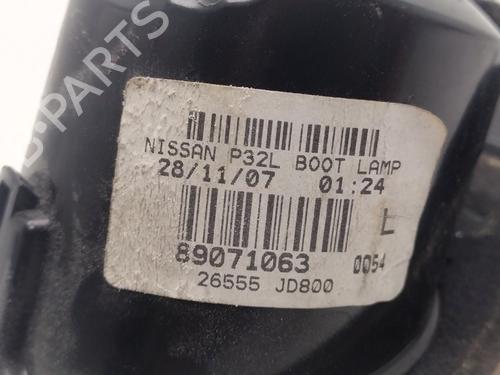 B-PARTS
NISSAN P32L BOOT LAMP
28/11/07 01:24
L
89071063 0054
26555 JD800